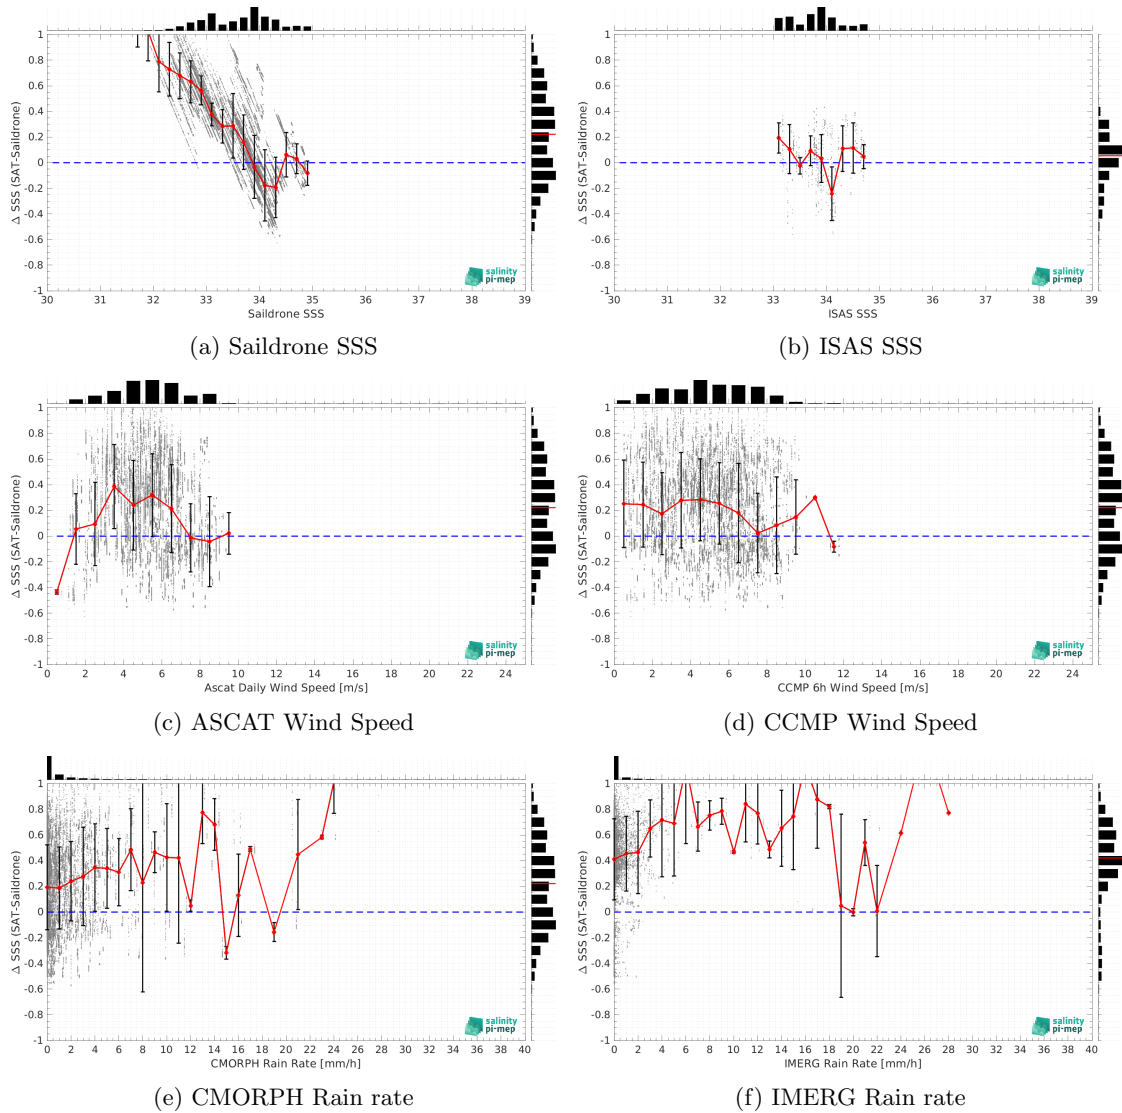 1
0.8
0.6
0.4
0.2
0
-0.2
-0.4
-0.6
-0.8
-1
Δ SSS (SAT-Saildrone)
salinity
pi-mep
30 31 32 33 34 35 36 37 38 39
Saildrone SSS
(a) Saildrone SSS
1
0.8
0.6
0.4
0.2
0
-0.2
-0.4
-0.6
-0.8
-1
Δ SSS (SAT-Saildrone)
salinity
pi-mep
30 31 32 33 34 35 36 37 38 39
ISAS SSS
(b) ISAS SSS
1
0.8
0.6
0.4
0.2
0
-0.2
-0.4
-0.6
-0.8
-1
Δ SSS (SAT-Saildrone)
salinity
pi-mep
0 2 4 6 8 10 12 14 16 18 20 22 24
Ascat Daily Wind Speed [m/s]
(c) ASCAT Wind Speed
1
0.8
0.6
0.4
0.2
0
-0.2
-0.4
-0.6
-0.8
-1
Δ SSS (SAT-Saildrone)
salinity
pi-mep
0 2 4 6 8 10 12 14 16 18 20 22 24
CCMP 6h Wind Speed [m/s]
(d) CCMP Wind Speed
1
0.8
0.6
0.4
0.2
0
-0.2
-0.4
-0.6
-0.8
-1
Δ SSS (SAT-Saildrone)
salinity
pi-mep
0 2 4 6 8 10 12 14 16 18 20 22 24 26 28 30 32 34 36 38 40
CMORPH Rain Rate [mm/h]
(e) CMORPH Rain rate
1
0.8
0.6
0.4
0.2
0
-0.2
-0.4
-0.6
-0.8
-1
Δ SSS (SAT-Saildrone)
salinity
pi-mep
0 2 4 6 8 10 12 14 16 18 20 22 24 26 28 30 32 34 36 38 40
IMERG Rain Rate [mm/h]
(f) IMERG Rain rate